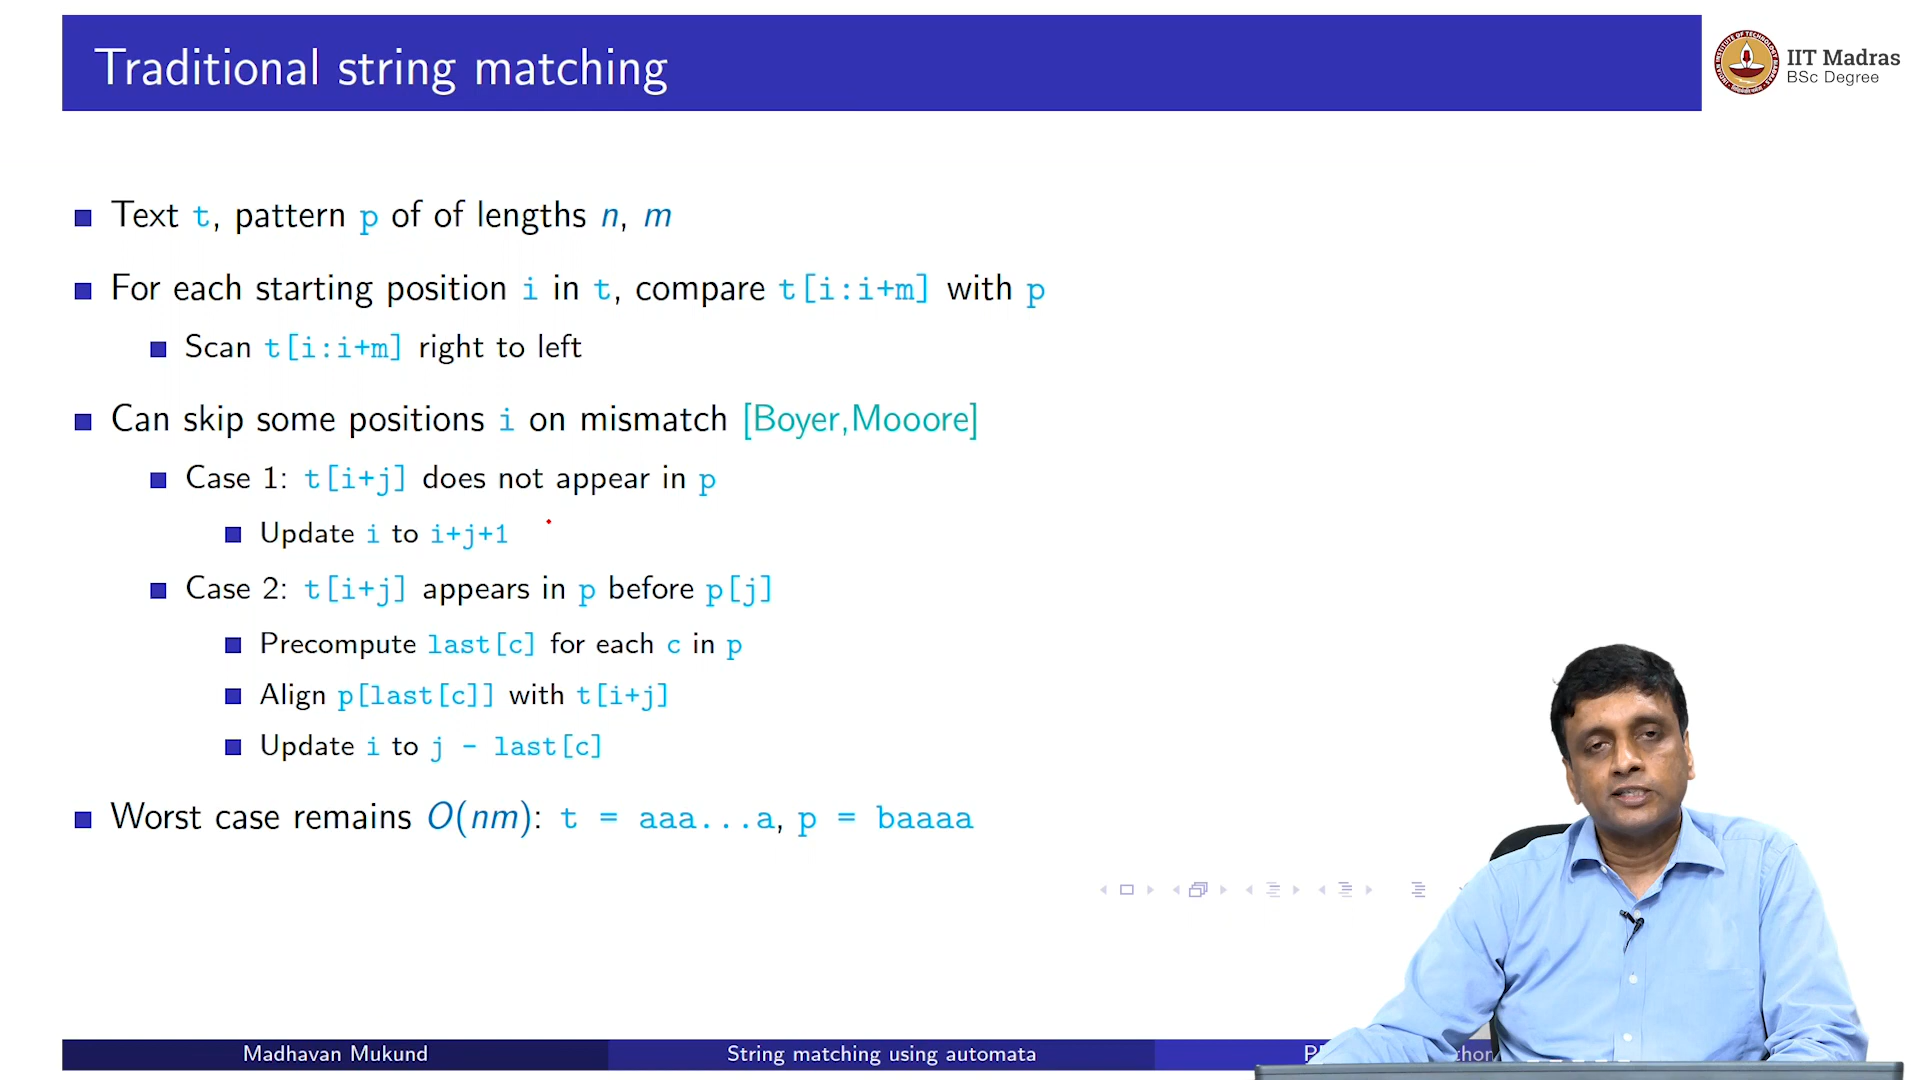 Traditional string matching
IIT Madras
BSc Degree
Text t, pattern p of of lengths n, m
For each starting position i in t, compare t[i:i+m] with p
Scan t[i:i+m] right to left
Can skip some positions i on mismatch [Boyer,Mooore]
Case 1: t[i+j] does not appear in p
Update i to i+j+1
Case 2: t[i+j] appears in p before p[j]
Precompute last[c] for each c in p
Align p[last[c]] with t[i+j]
Update i to j - last[c]
Worst case remains O(nm): t = aaa...a, p = baaaa
Madhavan Mukund
String matching using automata